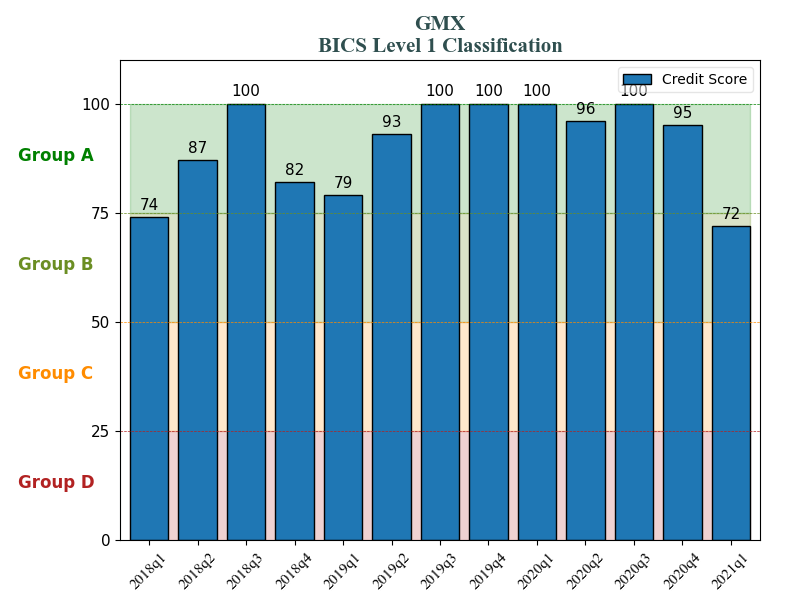 GMX
BICS Level 1 Classification
Credit Score
100
75
50
25
0
Group A
Group B
Group C
Group D
74
87
100
82
79
93
100
100
100
96
100
95
72
2018q1
2018q2
2018q3
2018q4
2019q1
2019q2
2019q3
2019q4
2020q1
2020q2
2020q3
2020q4
2021q1